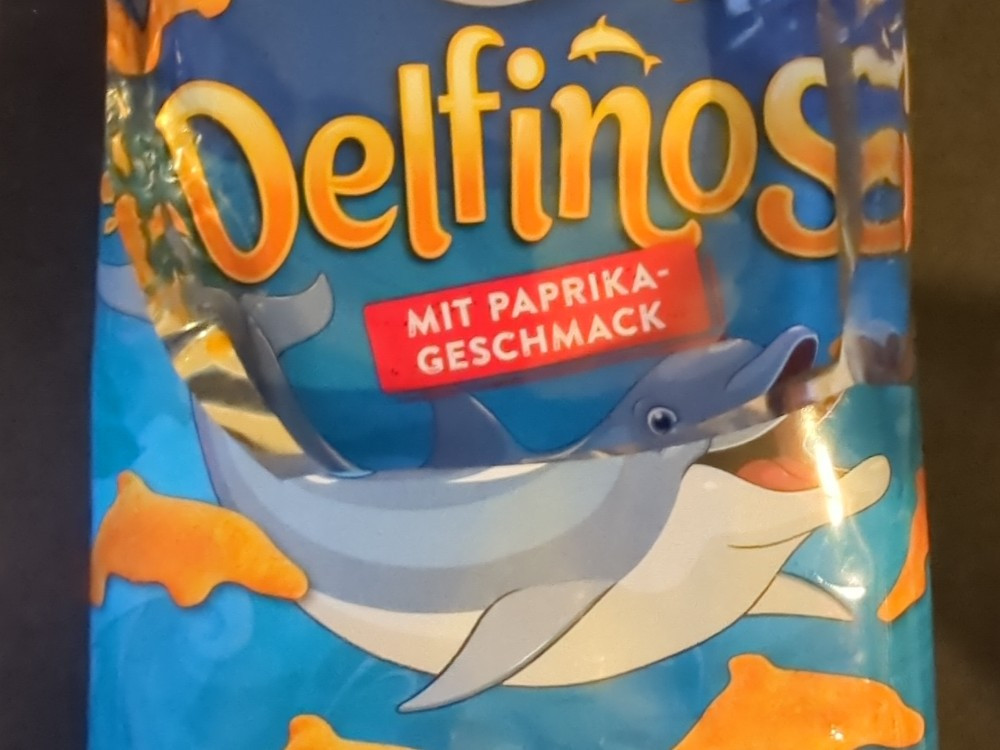 Delfinos
MIT PAPRIKA-
GESCHMACK